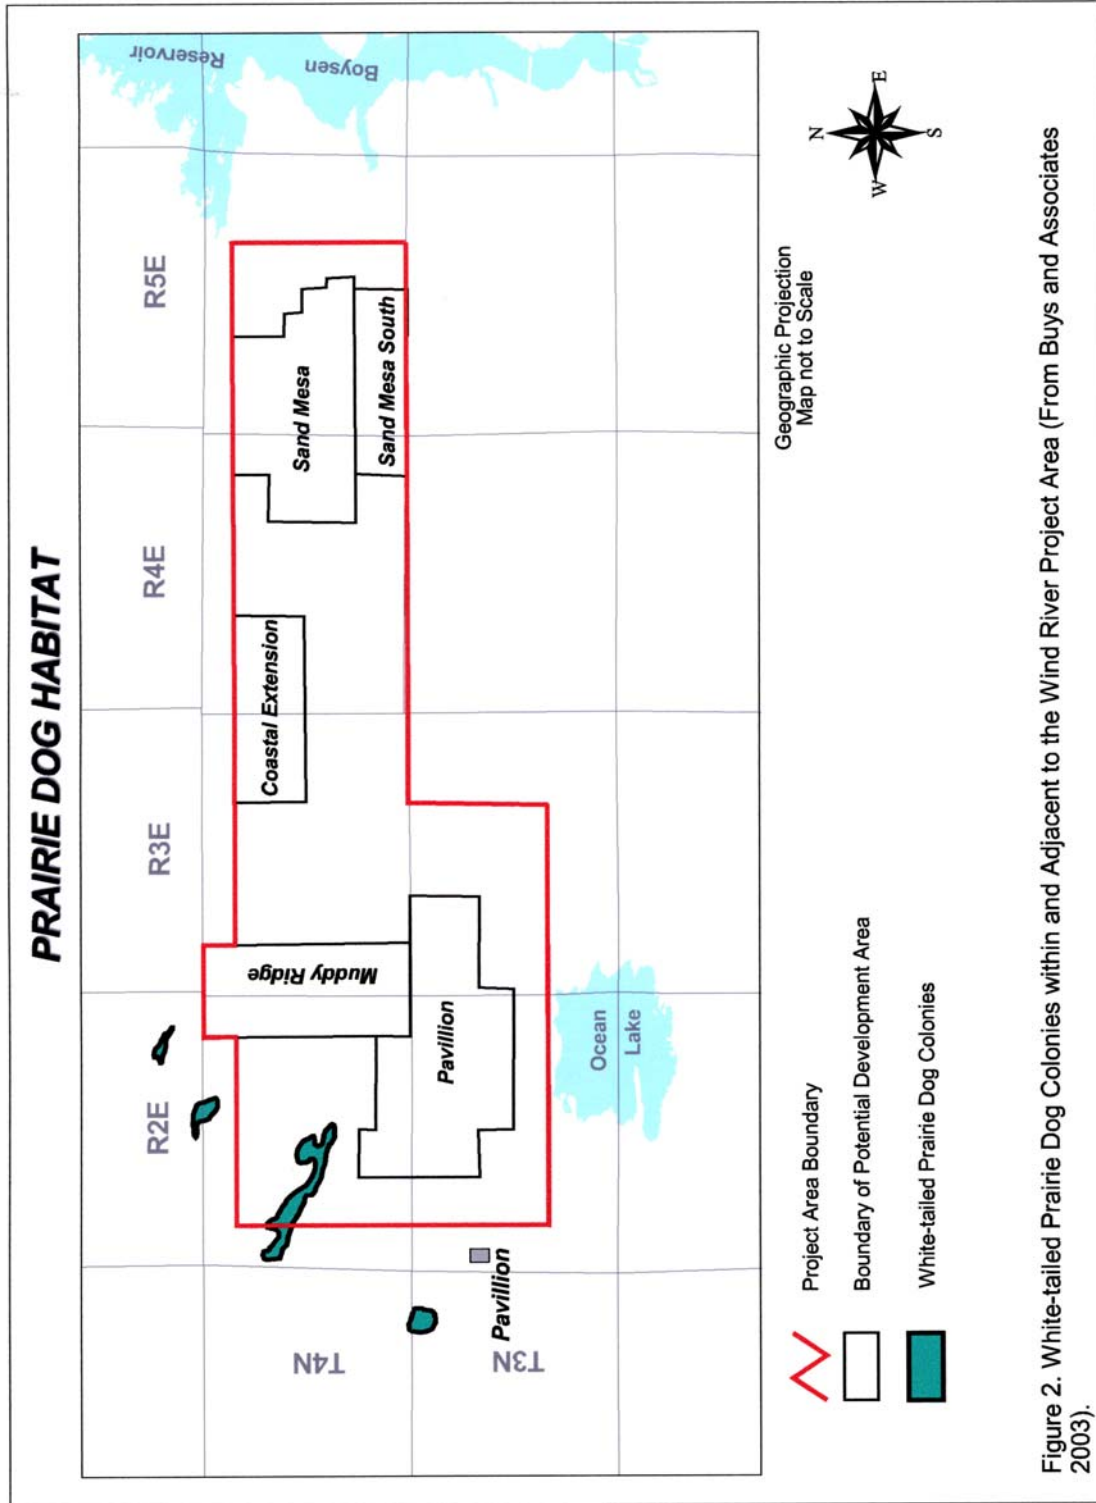 PRAIRIE DOG HABITAT
R2E
R3E
R4E
R5E
T4N
T3N
Boysen
Reservoir
Muddy Ridge
Coastal Extension
Sand Mesa
Sand Mesa South
Pavillion
Pavillion
Ocean
Lake
Project Area Boundary
Boundary of Potential Development Area
White-tailed Prairie Dog Colonies
Geographic Projection
Map not to Scale
N
W
E
S
Figure 2. White-tailed Prairie Dog Colonies within and Adjacent to the Wind River Project Area (From Buys and Associates
2003).